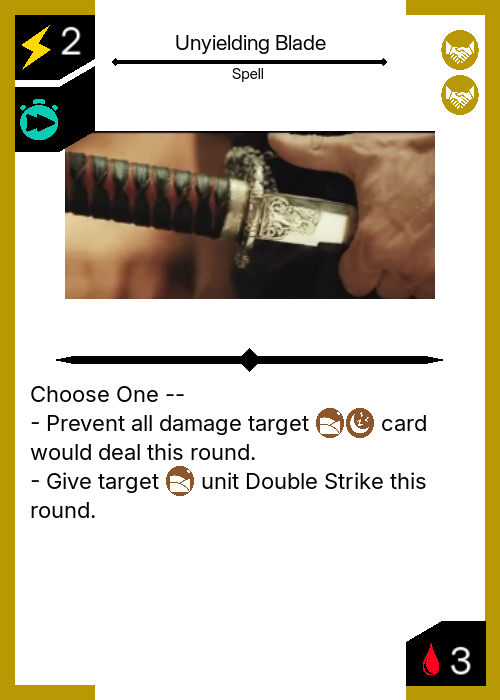 2
Unyielding Blade
Spell
Choose One --
- Prevent all damage target card
would deal this round.
- Give target unit Double Strike this
round.
3